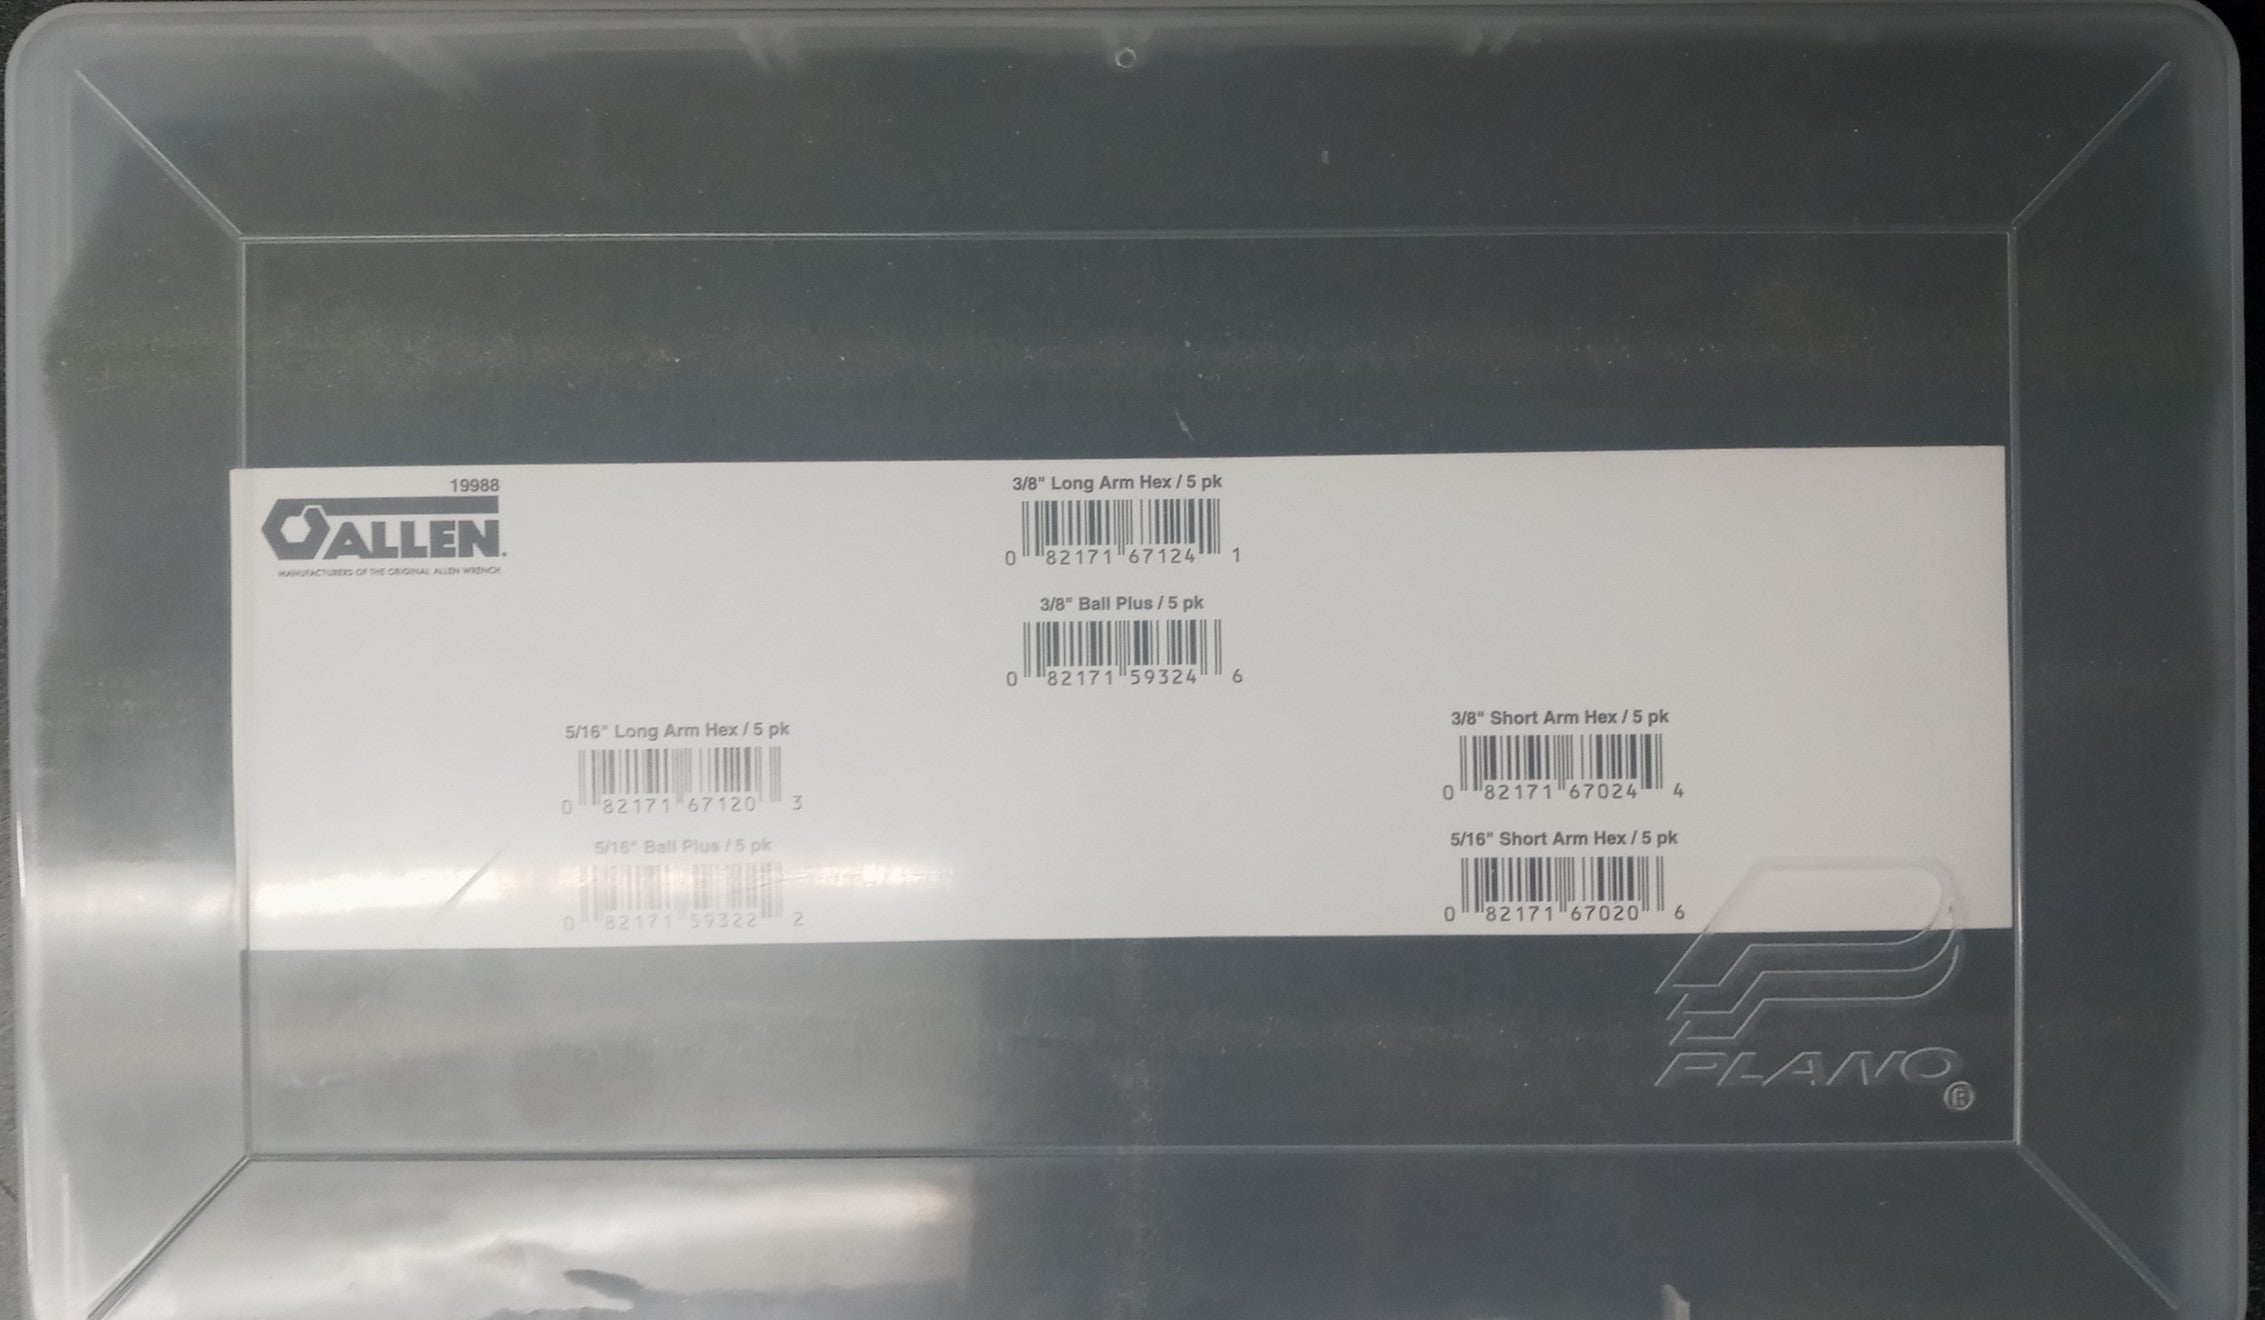 19988
ALLEN.
MANUFACTURERS OF THE ORIGINAL ALLEN WRENCH
3/8" Long Arm Hex / 5 pk
0 82171 67124 1
3/8" Ball Plus / 5 pk
0 82171 59324 6
5/16" Long Arm Hex / 5 pk
0 82171 67120 3
5/16" Ball Plus / 5 pk
0 82171 59322 2
3/8" Short Arm Hex / 5 pk
0 82171 67024 4
5/16" Short Arm Hex / 5 pk
0 82171 67020 6
PLANO®